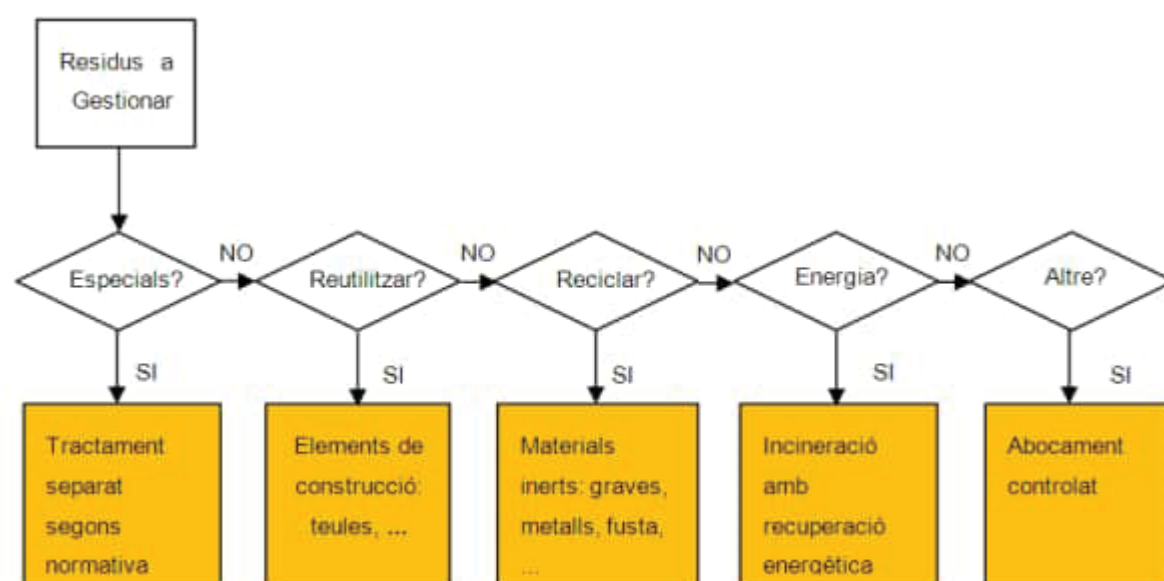 Residus a
Gestionar
NO
NO
NO
NO
Especials?
Reutilitzar?
Reciclar?
Energia?
Altre?
SI
SI
SI
SI
SI
Tractament
separat
segons
normativa
Elements de
construcció:
teules, ...
Materials
inerts: graves,
metalls, fusta,
...
Incineració
amb
recuperació
energética
Abocament
controlat